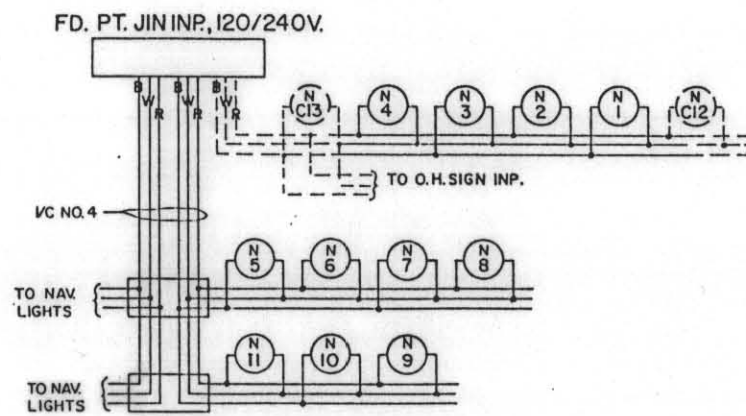 FD. PT. J IN INP., 120/240V.
B W R B W R B W R
N C13
N 4
N 3
N 2
N 1
N C12
TO O.H. SIGN INP.
VC NO. 4
N 5
N 6
N 7
N 8
TO NAV. LIGHTS
N 11
N 10
N 9
TO NAV. LIGHTS